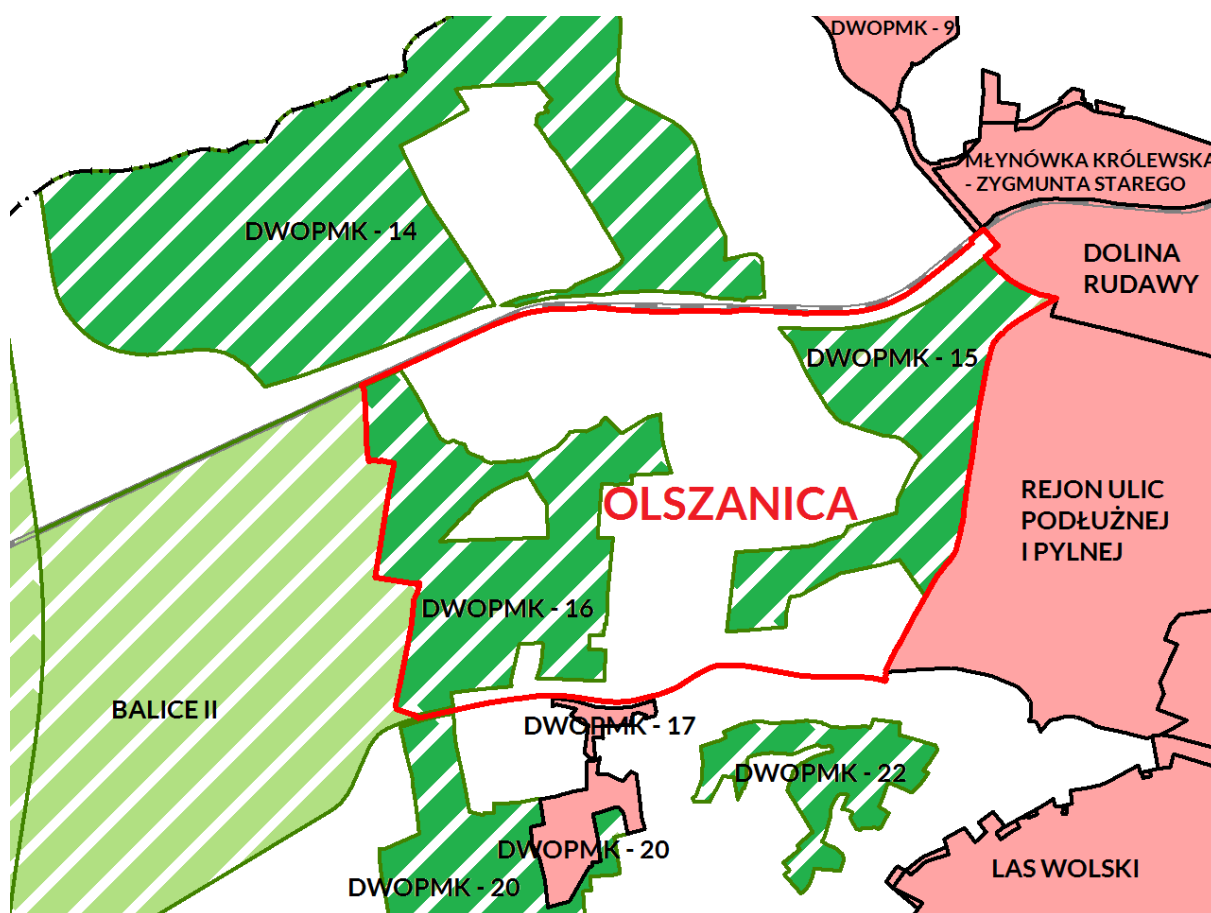 DWOPMK - 9
MŁYNÓWKA KRÓLEWSKA
- ZYGMUNTA STAREGO
DWOPMK - 14
DOLINA
RUDAWY
DWOPMK - 15
OLSZANICA
REJON ULIC
PODŁUŻNEJ
I PYLNEJ
DWOPMK - 16
BALICE II
DWOPMK - 17
DWOPMK - 22
DWOPMK - 20
LAS WOLSKI
DWOPMK - 20